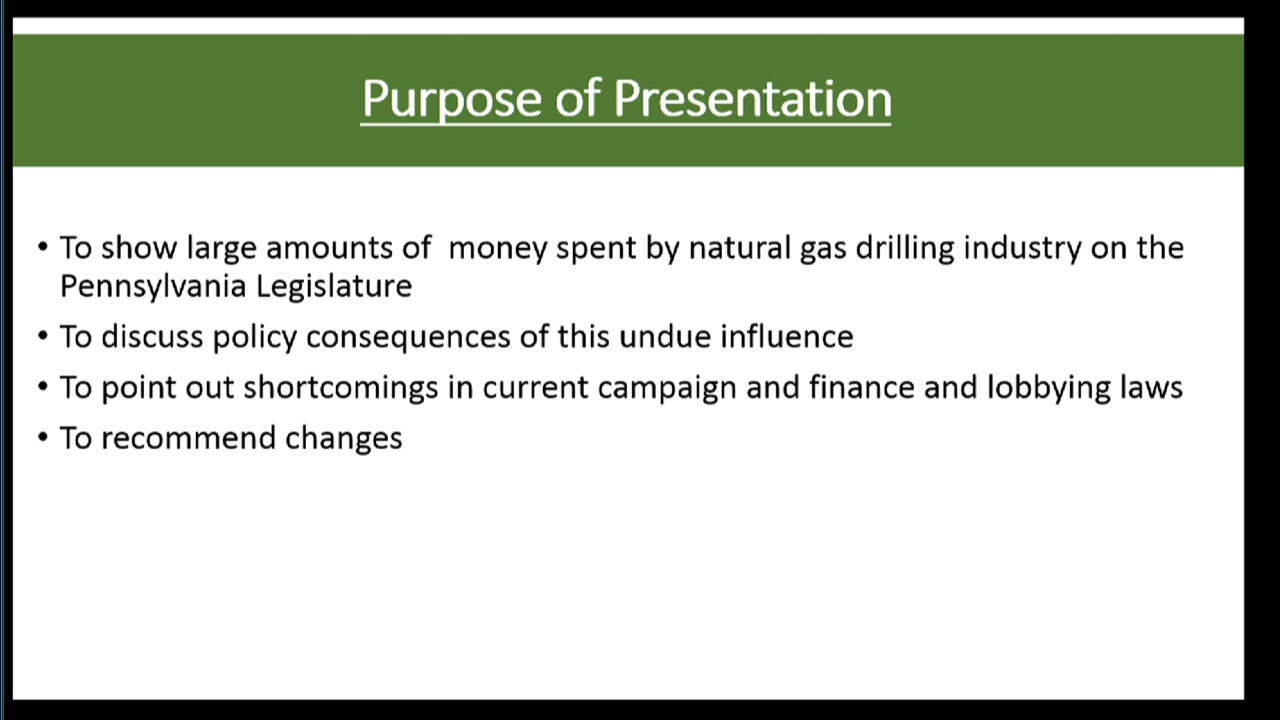 Purpose of Presentation
• To show large amounts of  money spent by natural gas drilling industry on the
Pennsylvania Legislature
• To discuss policy consequences of this undue influence
• To point out shortcomings in current campaign and finance and lobbying laws
• To recommend changes